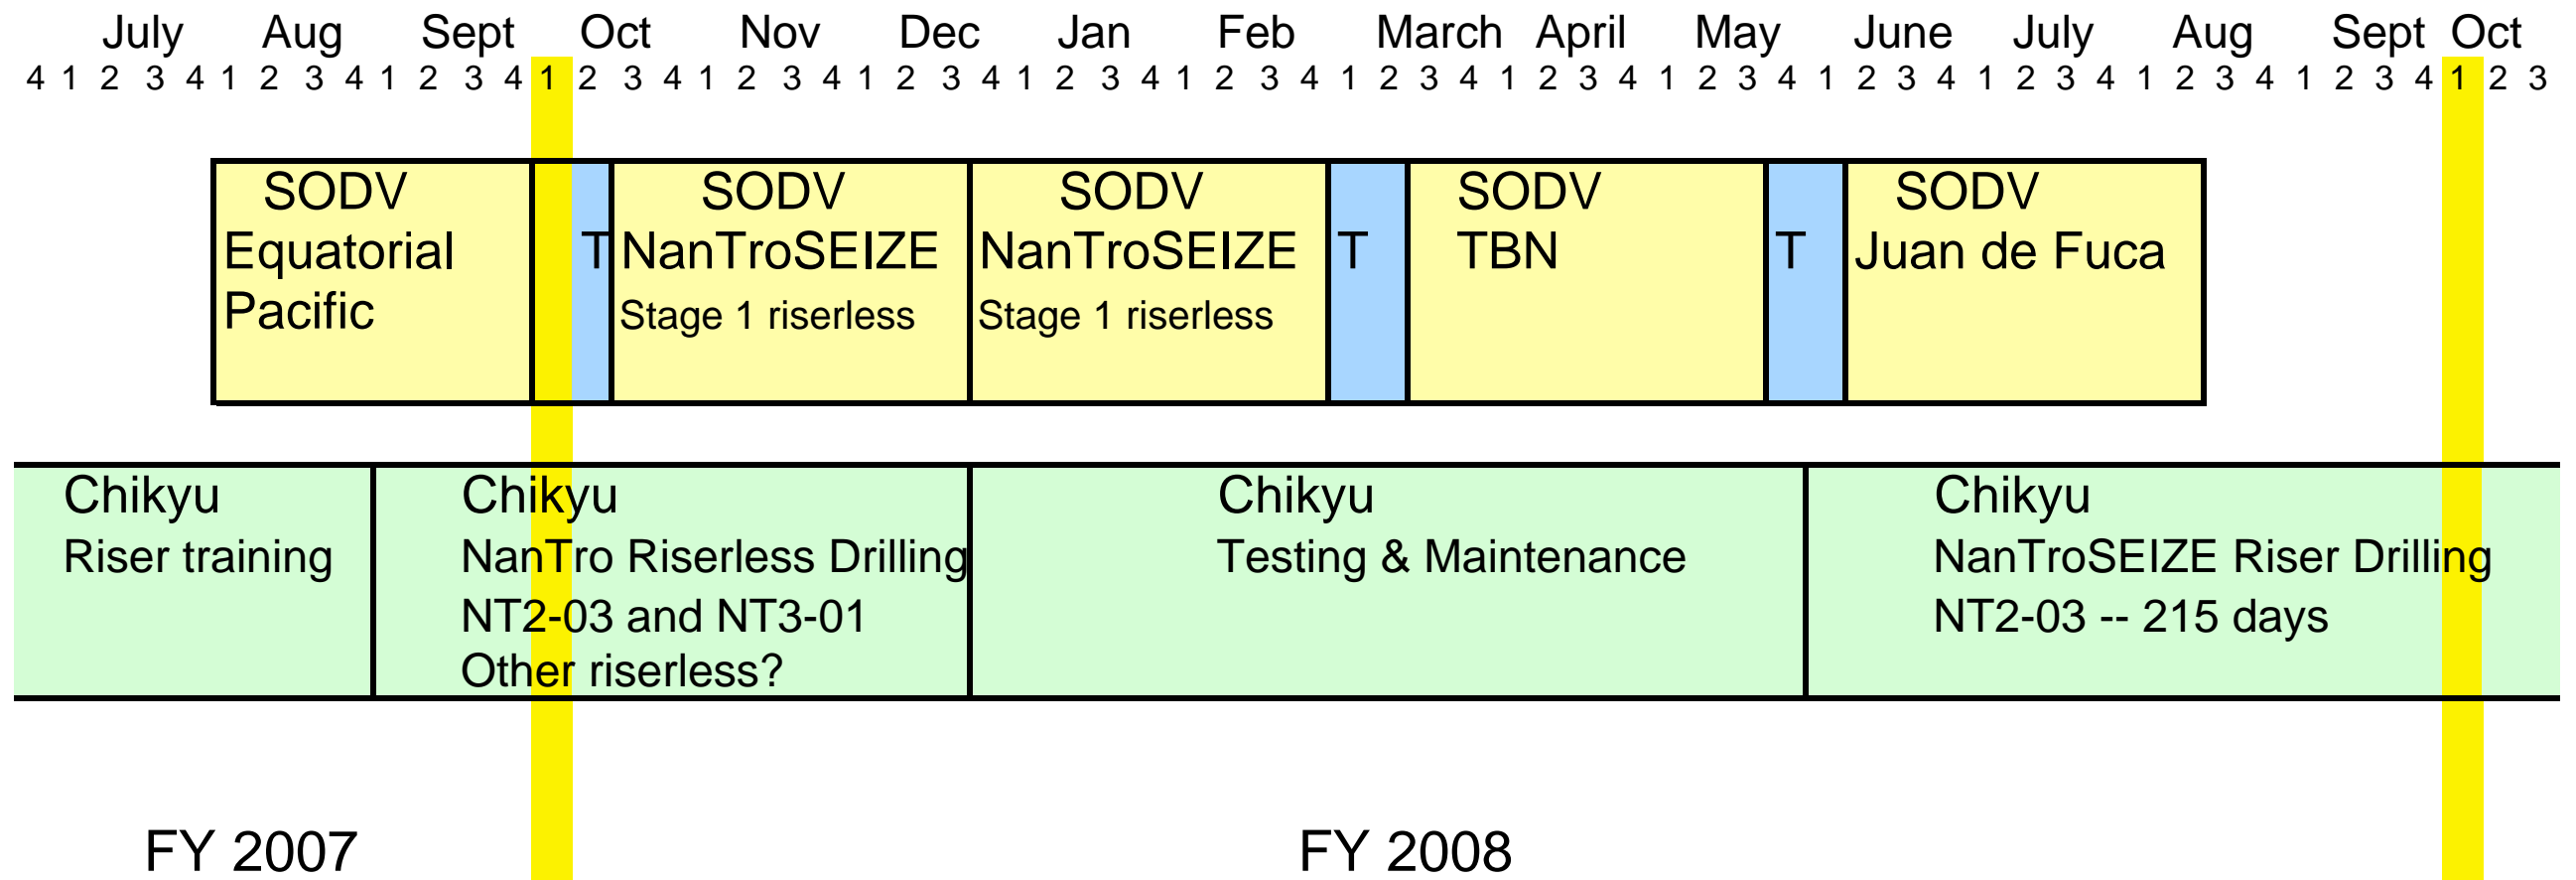 July Aug Sept Oct Nov Dec Jan Feb March April May June July Aug Sept Oct
4 1 2 3 4 1 2 3 4 1 2 3 4 1 2 3 4 1 2 3 4 1 2 3 4 1 2 3 4 1 2 3 4 1 2 3 4 1 2 3 4 1 2 3 4 1 2 3 4 1 2 3 4 1 2 3 4 1 2 3 4 1 2 3
SODV
Equatorial
Pacific
T
SODV
NanTroSEIZE
Stage 1 riserless
SODV
NanTroSEIZE
Stage 1 riserless
T
SODV
TBN
T
SODV
Juan de Fuca
Chikyu
Riser training
Chikyu
NanTro Riserless Drilling
NT2-03 and NT3-01
Other riserless?
Chikyu
Testing & Maintenance
Chikyu
NanTroSEIZE Riser Drilling
NT2-03 -- 215 days
FY 2007
FY 2008